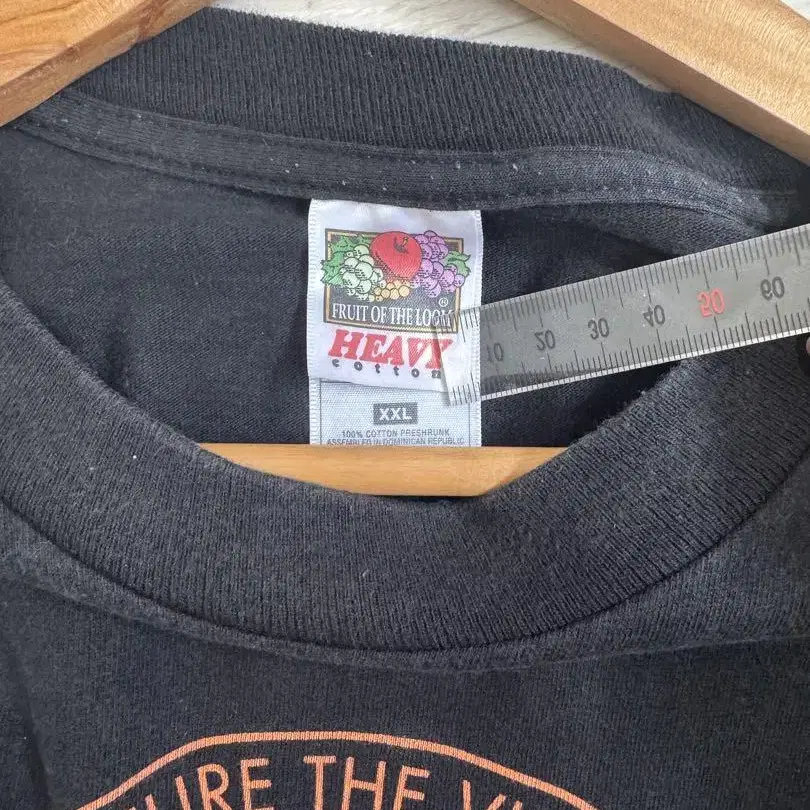 FRUIT OF THE LOOM
®
HEAVY
cotton
XXL
100% COTTON PRESHRUNK
ASSEMBLED IN DOMINICAN REPUBLIC
10 20 30 40 50 60
THE